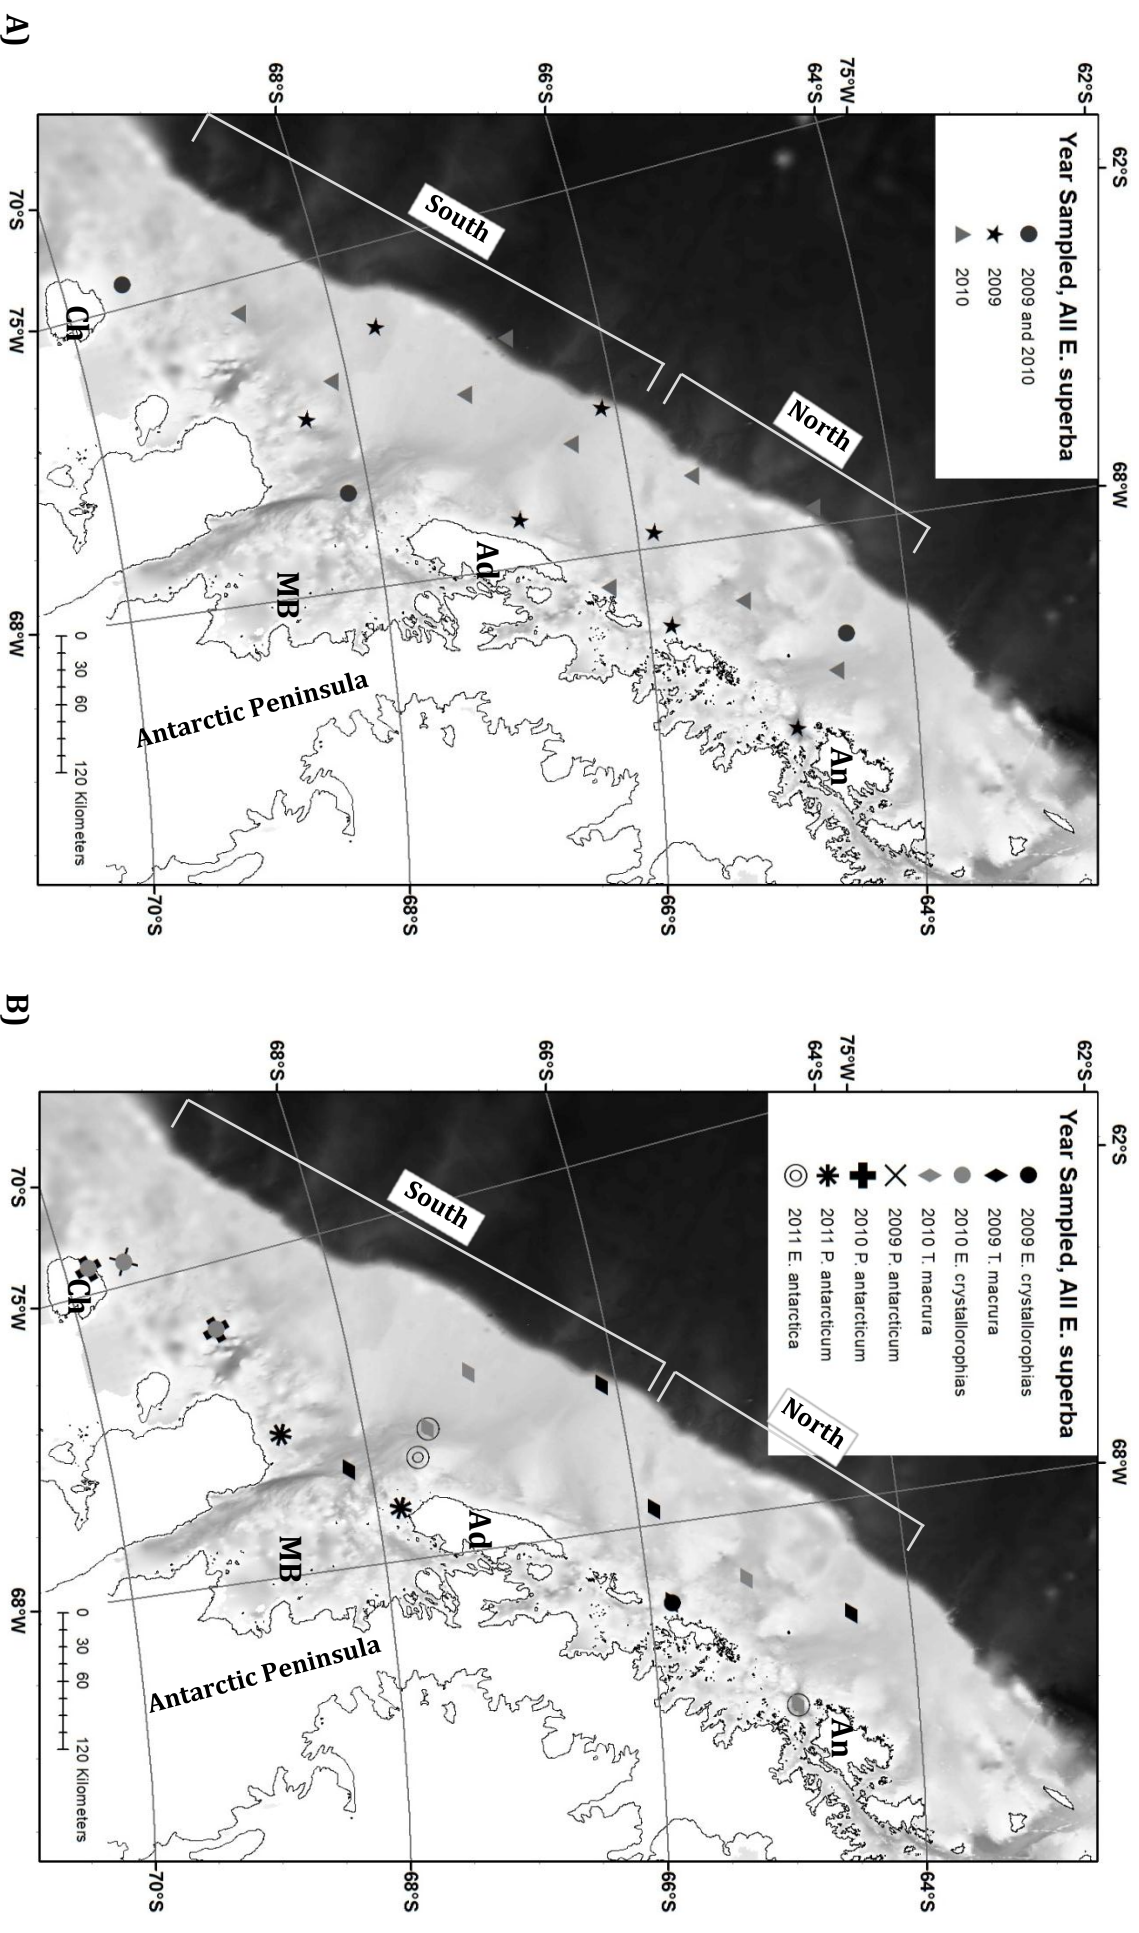 A)
62°S
68°W
62°S
75°W
64°S
66°S
68°S
70°S
75°W
68°W
64°S
66°S
68°S
70°S
Year Sampled, All E. superba
2009 and 2010
2009
2010
South
North
Ch
MB
Ad
An
Antarctic Peninsula
0 30 60 120 Kilometers
B)
62°S
68°W
62°S
75°W
64°S
66°S
68°S
70°S
75°W
68°W
64°S
66°S
68°S
70°S
Year Sampled, All E. superba
2009 E. crystallorophias
2009 T. macrura
2010 E. crystallorophias
2010 T. macrura
2009 P. antarcticum
2010 P. antarcticum
2011 P. antarcticum
2011 E. antarctica
South
North
Ch
MB
Ad
An
Antarctic Peninsula
0 30 60 120 Kilometers